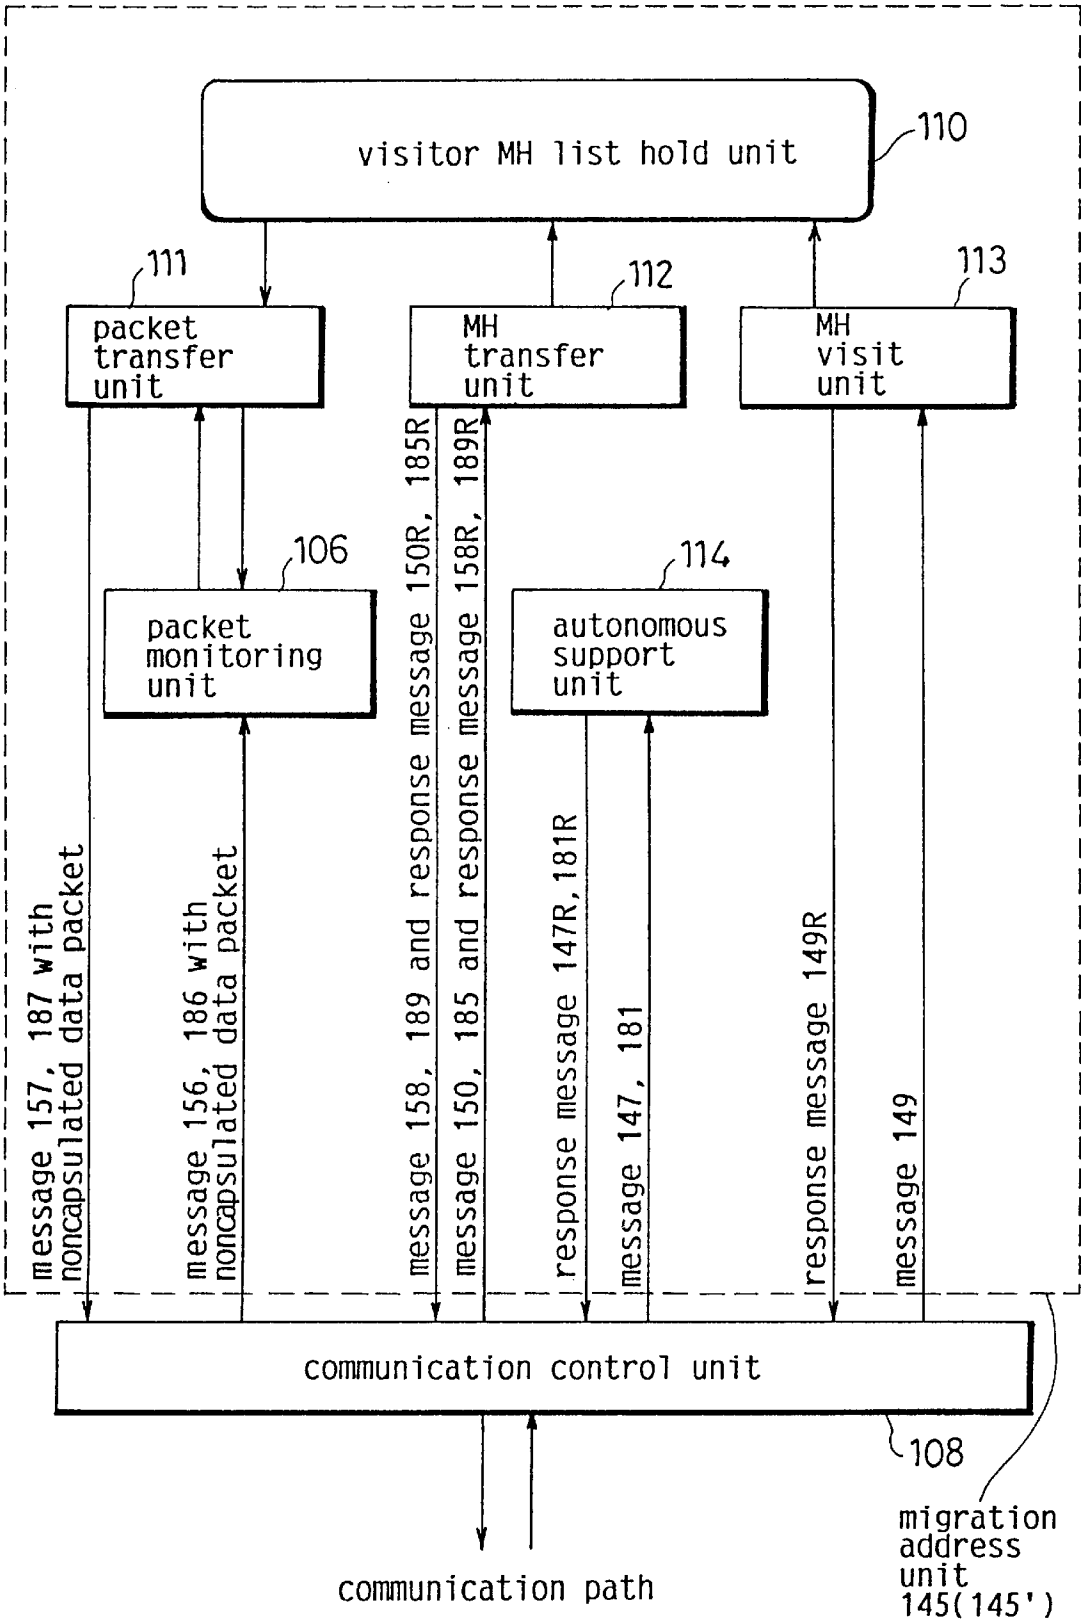 visitor MH list hold unit
110
111
packet
transfer
unit
112
MH
transfer
unit
113
MH
visit
unit
106
packet
monitoring
unit
114
autonomous
support
unit
message 157, 187 with
noncapsulated data packet
message 156, 186 with
noncapsulated data packet
message 158, 189 and response message 150R, 185R
message 150, 185 and response message 158R, 189R
response message 147R,181R
message 147, 181
response message 149R
message 149
communication control unit
108
communication path
migration
address
unit
145(145')